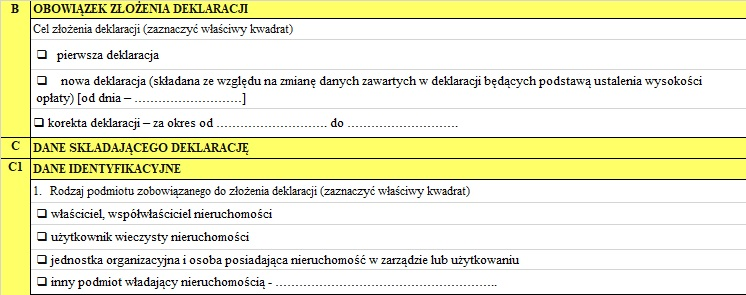 B OBOWIĄZEK ZŁOŻENIA DEKLARACJI
Cel złożenia deklaracji (zaznaczyć właściwy kwadrat)
❑ pierwsza deklaracja
❑ nowa deklaracja (składana ze względu na zmianę danych zawartych w deklaracji będących podstawą ustalenia wysokości
opłaty) [od dnia – ………………………]
❑ korekta deklaracji – za okres od ………………………. do ……………………….
C DANE SKŁADAJĄCEGO DEKLARACJĘ
C1 DANE IDENTYFIKACYJNE
1. Rodzaj podmiotu zobowiązanego do złożenia deklaracji (zaznaczyć właściwy kwadrat)
❑ właściciel, współwłaściciel nieruchomości
❑ użytkownik wieczysty nieruchomości
❑ jednostka organizacyjna i osoba posiadająca nieruchomość w zarządzie lub użytkowaniu
❑ inny podmiot władający nieruchomością - ………………………………………………..